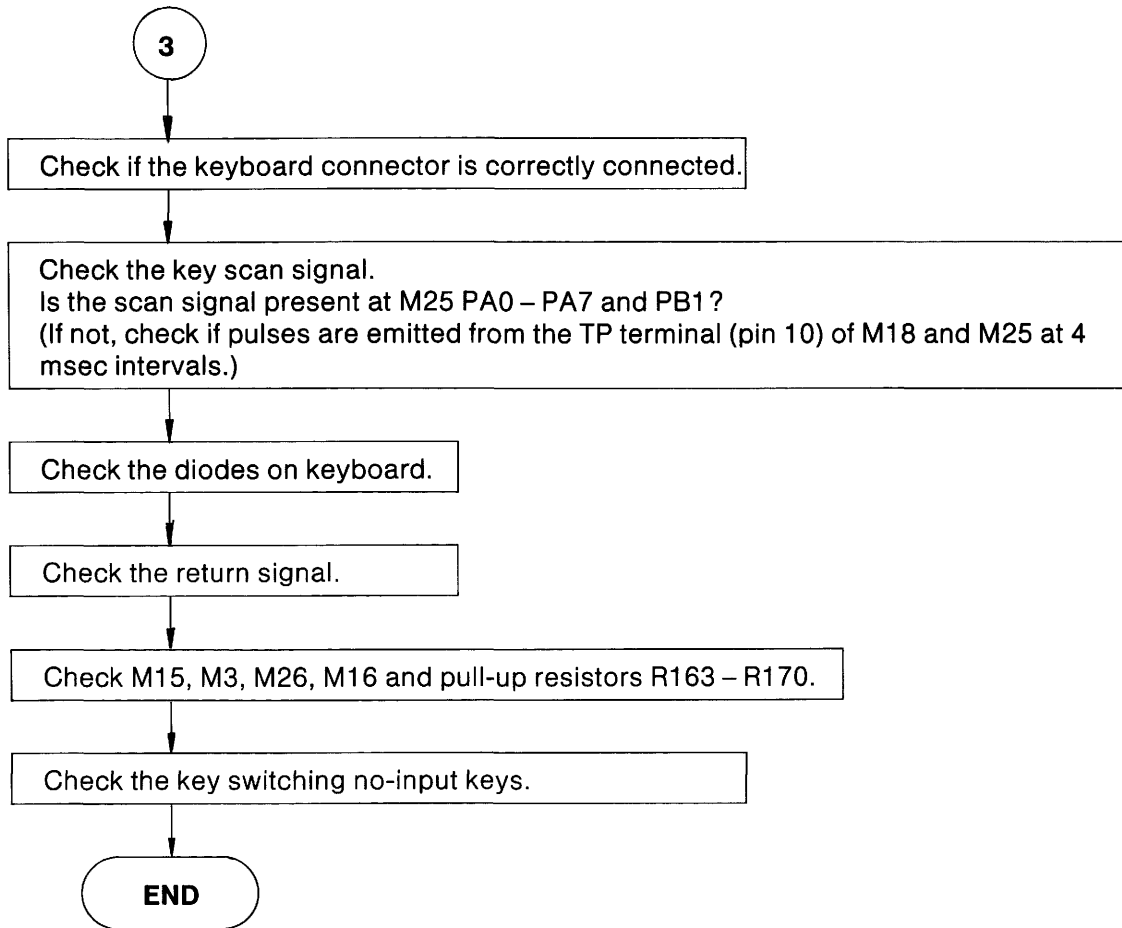 3
Check if the keyboard connector is correctly connected.
Check the key scan signal.
Is the scan signal present at M25 PA0 – PA7 and PB1?
(If not, check if pulses are emitted from the TP terminal (pin 10) of M18 and M25 at 4
msec intervals.)
Check the diodes on keyboard.
Check the return signal.
Check M15, M3, M26, M16 and pull-up resistors R163 – R170.
Check the key switching no-input keys.
END